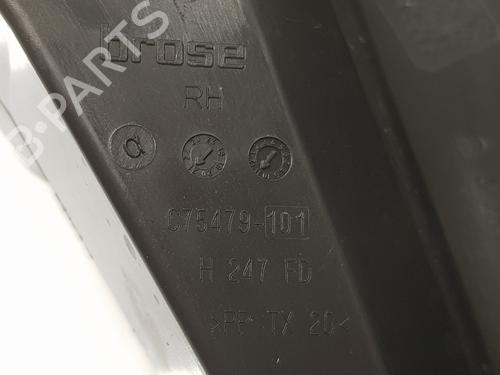 brose
RH
a
C75479-101
H 247 FD
>PP TX 20<
B-PARTS